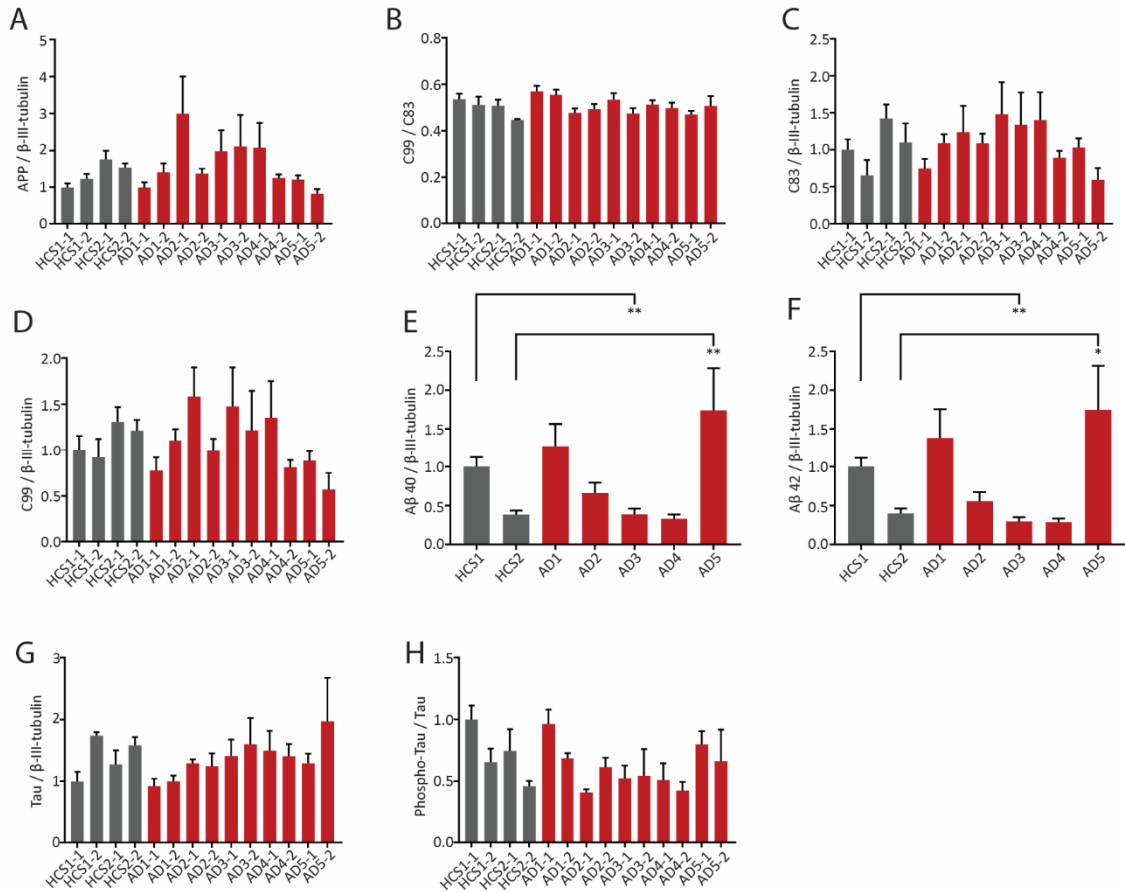 A
APP / β-III-tubulin
5
4
3
2
1
0
HCS1-1 HCS1-2 HCS2-1 HCS2-2 AD1-1 AD1-2 AD2-1 AD2-2 AD3-1 AD3-2 AD4-1 AD4-2 AD5-1 AD5-2
B
C99 / C83
0.8
0.6
0.4
0.2
0.0
HCS1-1 HCS1-2 HCS2-1 HCS2-2 AD1-1 AD1-2 AD2-1 AD2-2 AD3-1 AD3-2 AD4-1 AD4-2 AD5-1 AD5-2
C
C83 / β-III-tubulin
2.0
1.5
1.0
0.5
0.0
HCS1-1 HCS1-2 HCS2-1 HCS2-2 AD1-1 AD1-2 AD2-1 AD2-2 AD3-1 AD3-2 AD4-1 AD4-2 AD5-1 AD5-2
D
C99 / β-III-tubulin
2.0
1.5
1.0
0.5
0.0
HCS1-1 HCS1-2 HCS2-1 HCS2-2 AD1-1 AD1-2 AD2-1 AD2-2 AD3-1 AD3-2 AD4-1 AD4-2 AD5-1 AD5-2
E
**
**
Aβ 40 / β-III-tubulin
2.5
2.0
1.5
1.0
0.5
0.0
HCS1 HCS2 AD1 AD2 AD3 AD4 AD5
F
**
*
Aβ 42 / β-III-tubulin
2.5
2.0
1.5
1.0
0.5
0.0
HCS1 HCS2 AD1 AD2 AD3 AD4 AD5
G
Tau / β-III-tubulin
3
2
1
0
HCS1-1 HCS1-2 HCS2-1 HCS2-2 AD1-1 AD1-2 AD2-1 AD2-2 AD3-1 AD3-2 AD4-1 AD4-2 AD5-1 AD5-2
H
Phospho-Tau / Tau
1.5
1.0
0.5
0.0
HCS1-1 HCS1-2 HCS2-1 HCS2-2 AD1-1 AD1-2 AD2-1 AD2-2 AD3-1 AD3-2 AD4-1 AD4-2 AD5-1 AD5-2